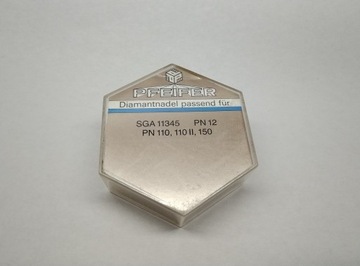 PFEIFER
Diamantnadel passend für:
SGA 11345 PN 12
PN 110, 110 II, 150